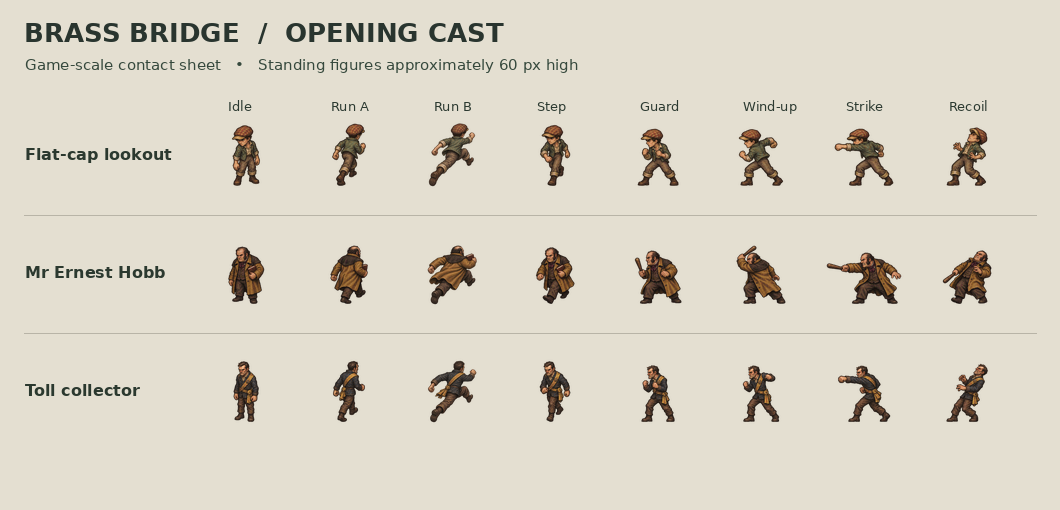 BRASS BRIDGE / OPENING CAST
Game-scale contact sheet • Standing figures approximately 60 px high
Idle Run A Run B Step Guard Wind-up Strike Recoil
Flat-cap lookout
Mr Ernest Hobb
Toll collector